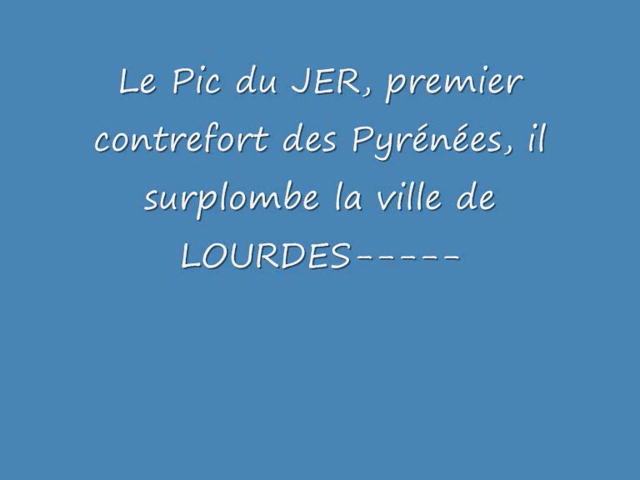 Le Pic du JER, premier
contrefort des Pyrénées, il
surplombe la ville de
LOURDES-----